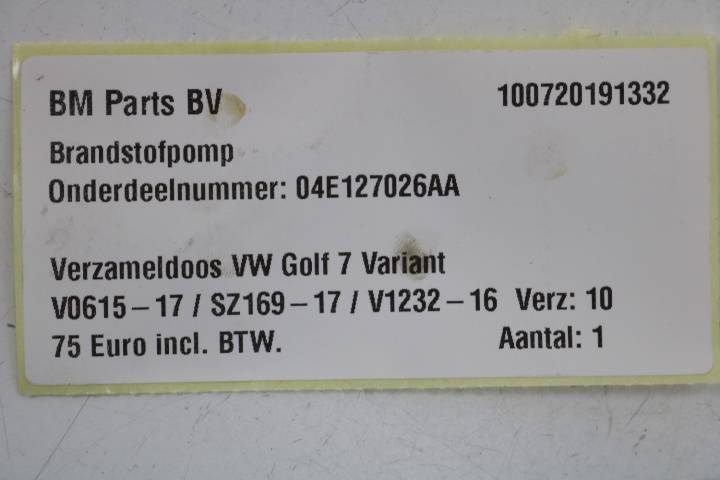 BM Parts BV 100720191332
Brandstofpomp
Onderdeelnummer: 04E127026AA
Verzameldoos VW Golf 7 Variant
V0615-17 / SZ169-17 / V1232-16 Verz: 10
75 Euro incl. BTW. Aantal: 1